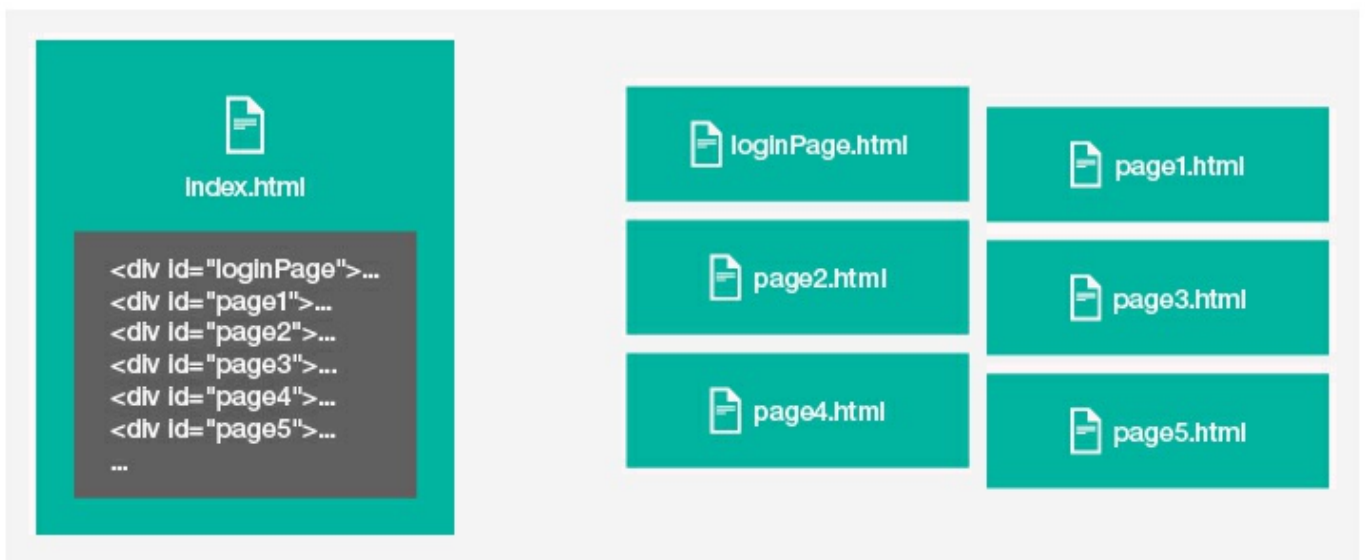 index.html
<div id="loginPage">...
<div id="page1">...
<div id="page2">...
<div id="page3">...
<div id="page4">...
<div id="page5">...
...
loginPage.html
page1.html
page2.html
page3.html
page4.html
page5.html